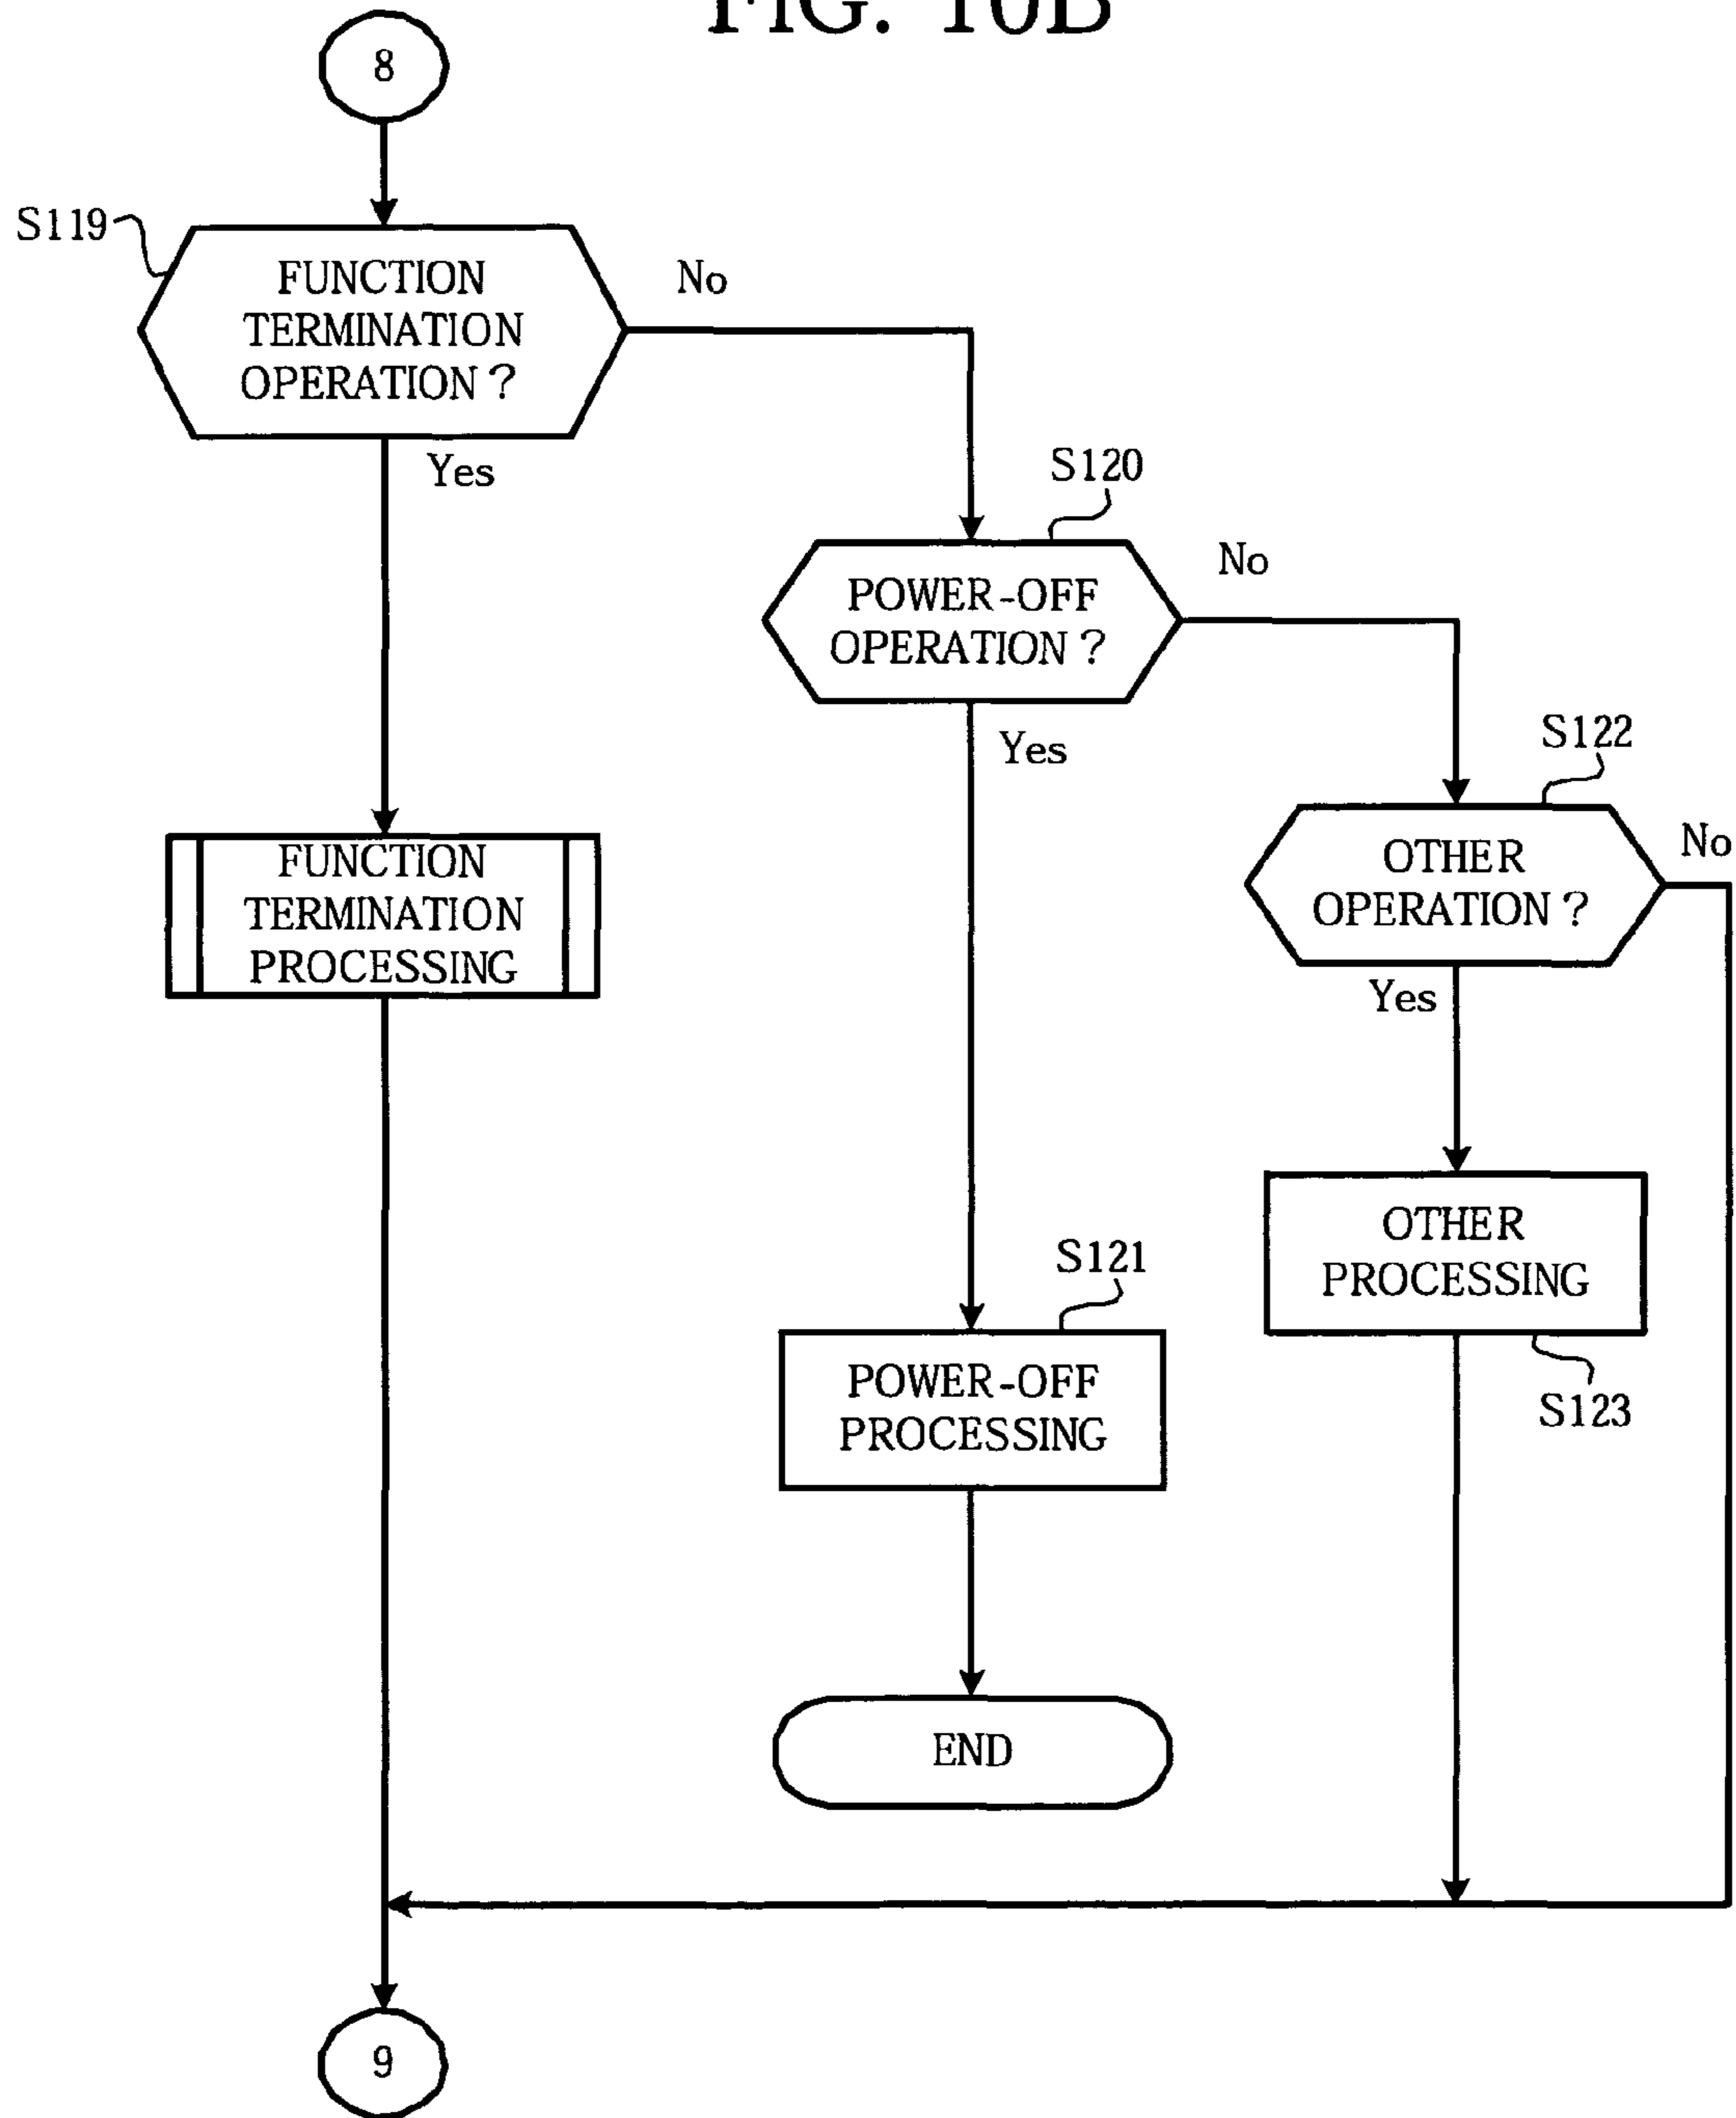 FIG. 10B
8
S119
FUNCTION
TERMINATION
OPERATION ?
No
Yes
S120
POWER-OFF
OPERATION ?
No
Yes
S122
OTHER
OPERATION ?
No
Yes
FUNCTION
TERMINATION
PROCESSING
OTHER
PROCESSING
S123
S121
POWER-OFF
PROCESSING
END
9